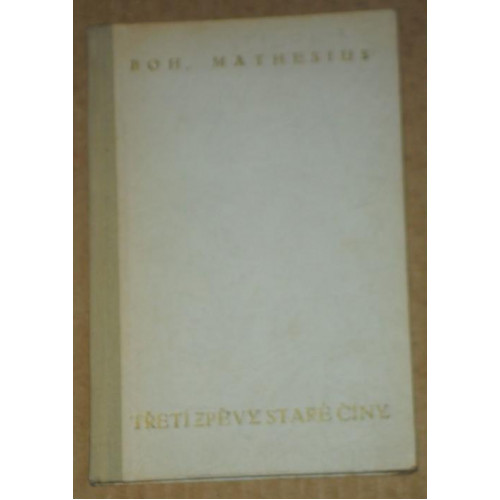 BOH. MATHESIUS
TŘETÍ ZPĚVY STARÉ ČÍNY